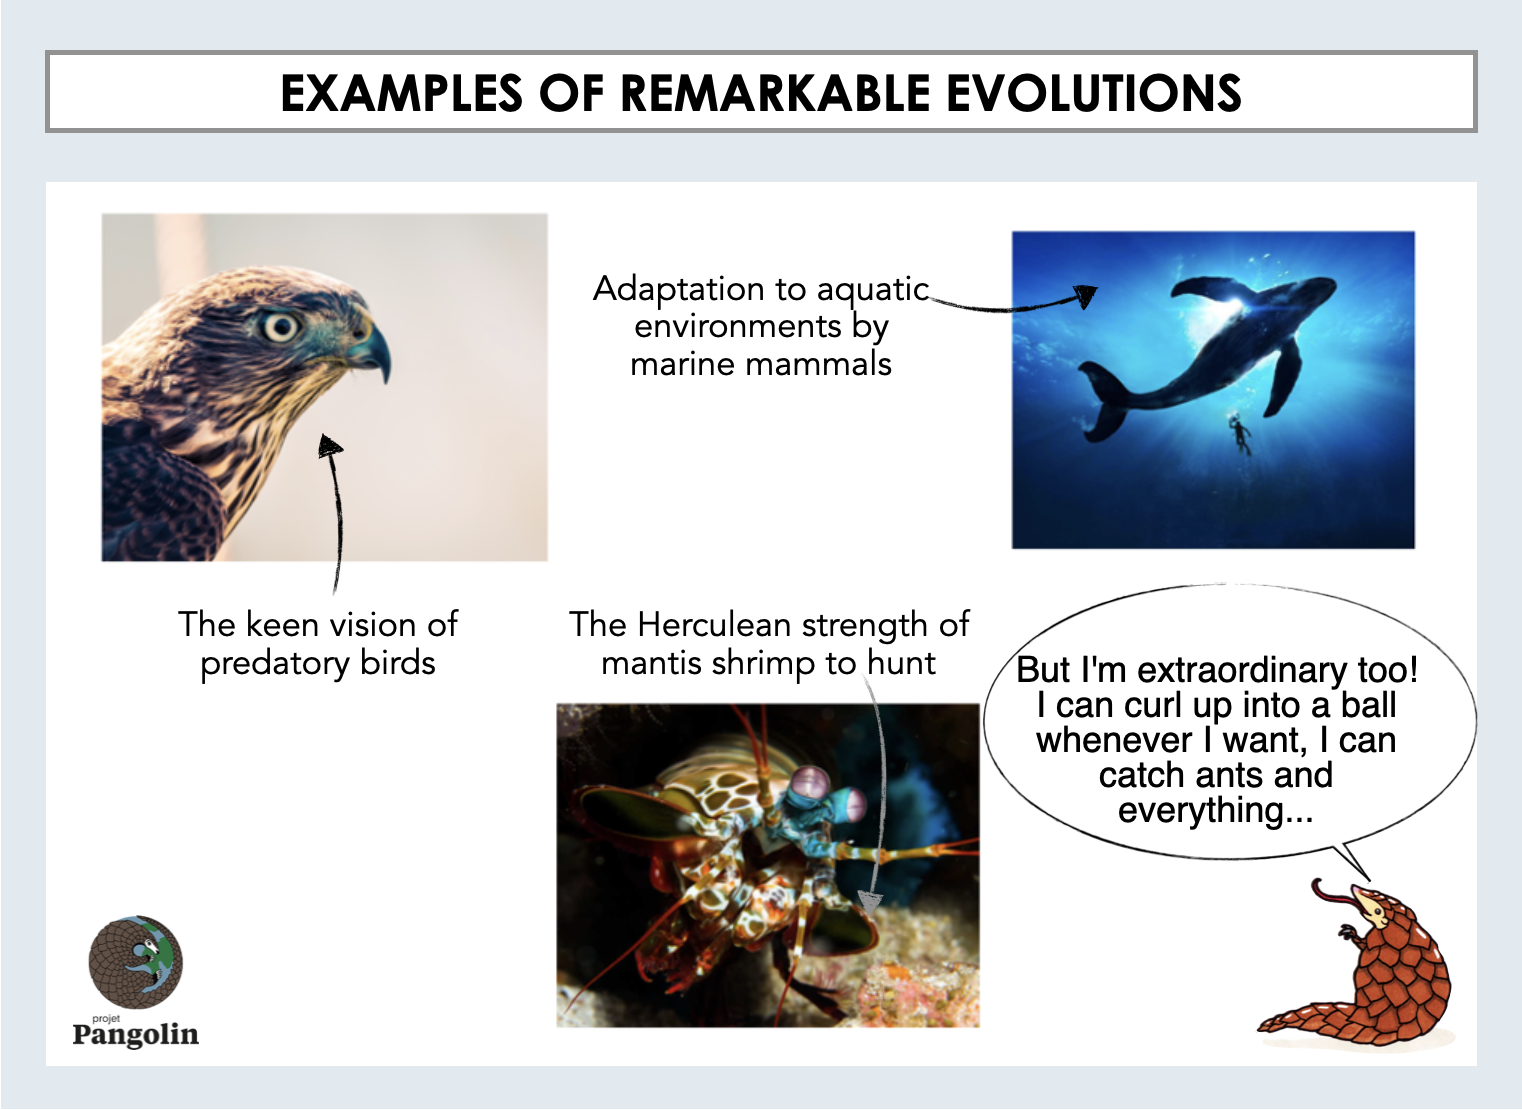 EXAMPLES OF REMARKABLE EVOLUTIONS
Adaptation to aquatic
environments by
marine mammals
The keen vision of
predatory birds
The Herculean strength of
mantis shrimp to hunt
But I'm extraordinary too!
I can curl up into a ball
whenever I want, I can
catch ants and
everything...
projet
Pangolin